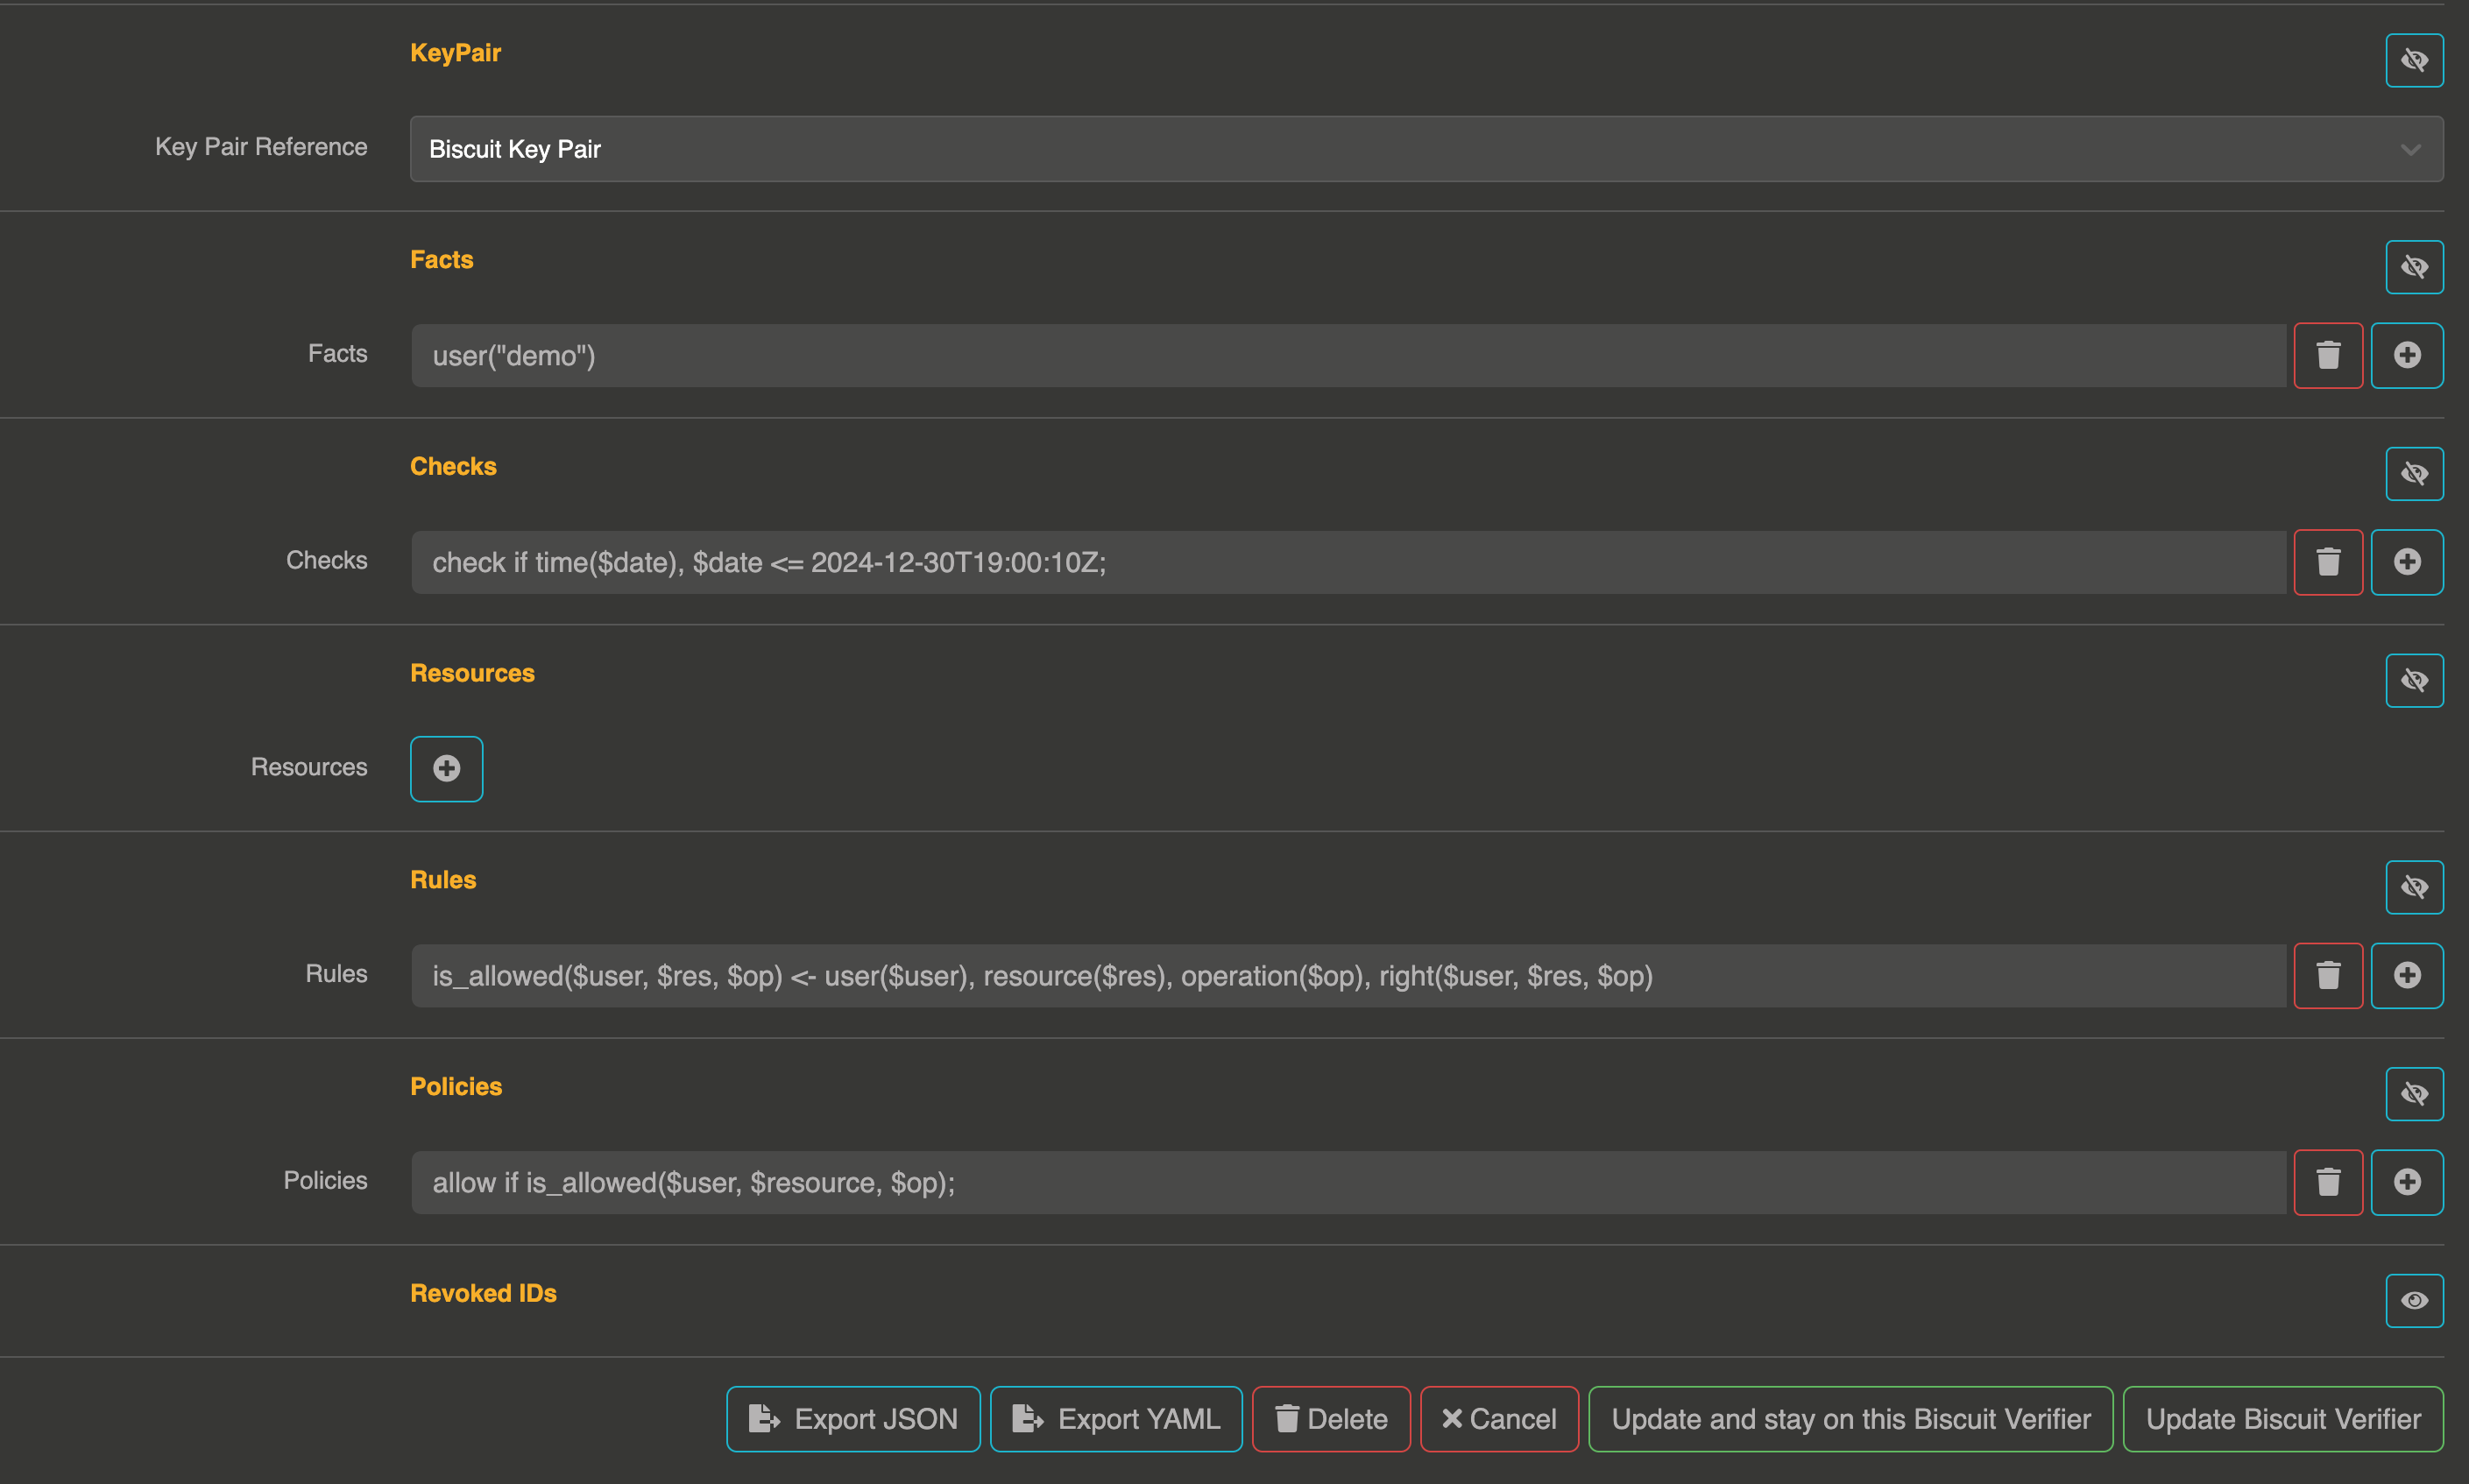 KeyPair
Key Pair Reference Biscuit Key Pair
Facts
Facts user("demo")
Checks
Checks check if time($date), $date <= 2024-12-30T19:00:10Z;
Resources
Resources
Rules
Rules is_allowed($user, $res, $op) <- user($user), resource($res), operation($op), right($user, $res, $op)
Policies
Policies allow if is_allowed($user, $resource, $op);
Revoked IDs
Export JSON Export YAML Delete Cancel Update and stay on this Biscuit Verifier Update Biscuit Verifier